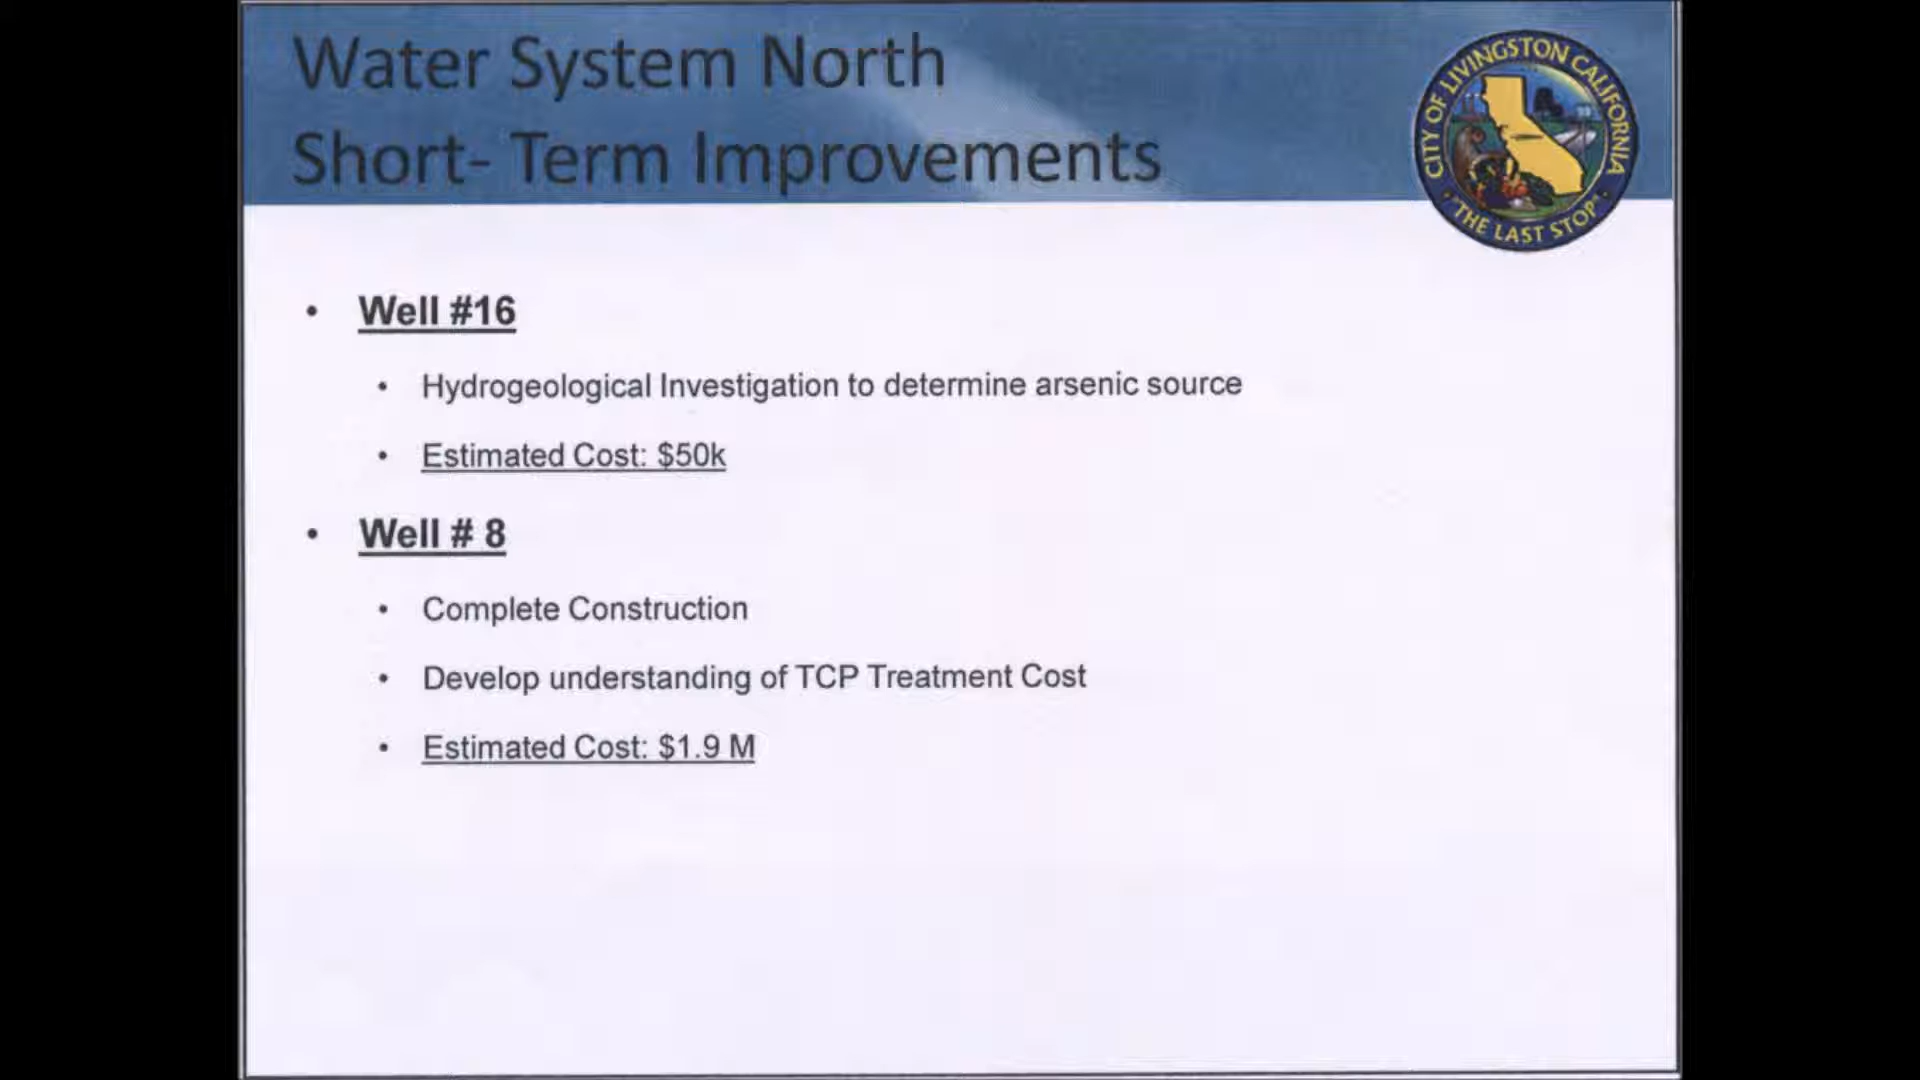 Water System North
Short- Term Improvements
CITY OF LIVINGSTON CALIFORNIA
"THE LAST STOP"
• Well #16
• Hydrogeological Investigation to determine arsenic source
• Estimated Cost: $50k
• Well # 8
• Complete Construction
• Develop understanding of TCP Treatment Cost
• Estimated Cost: $1.9 M